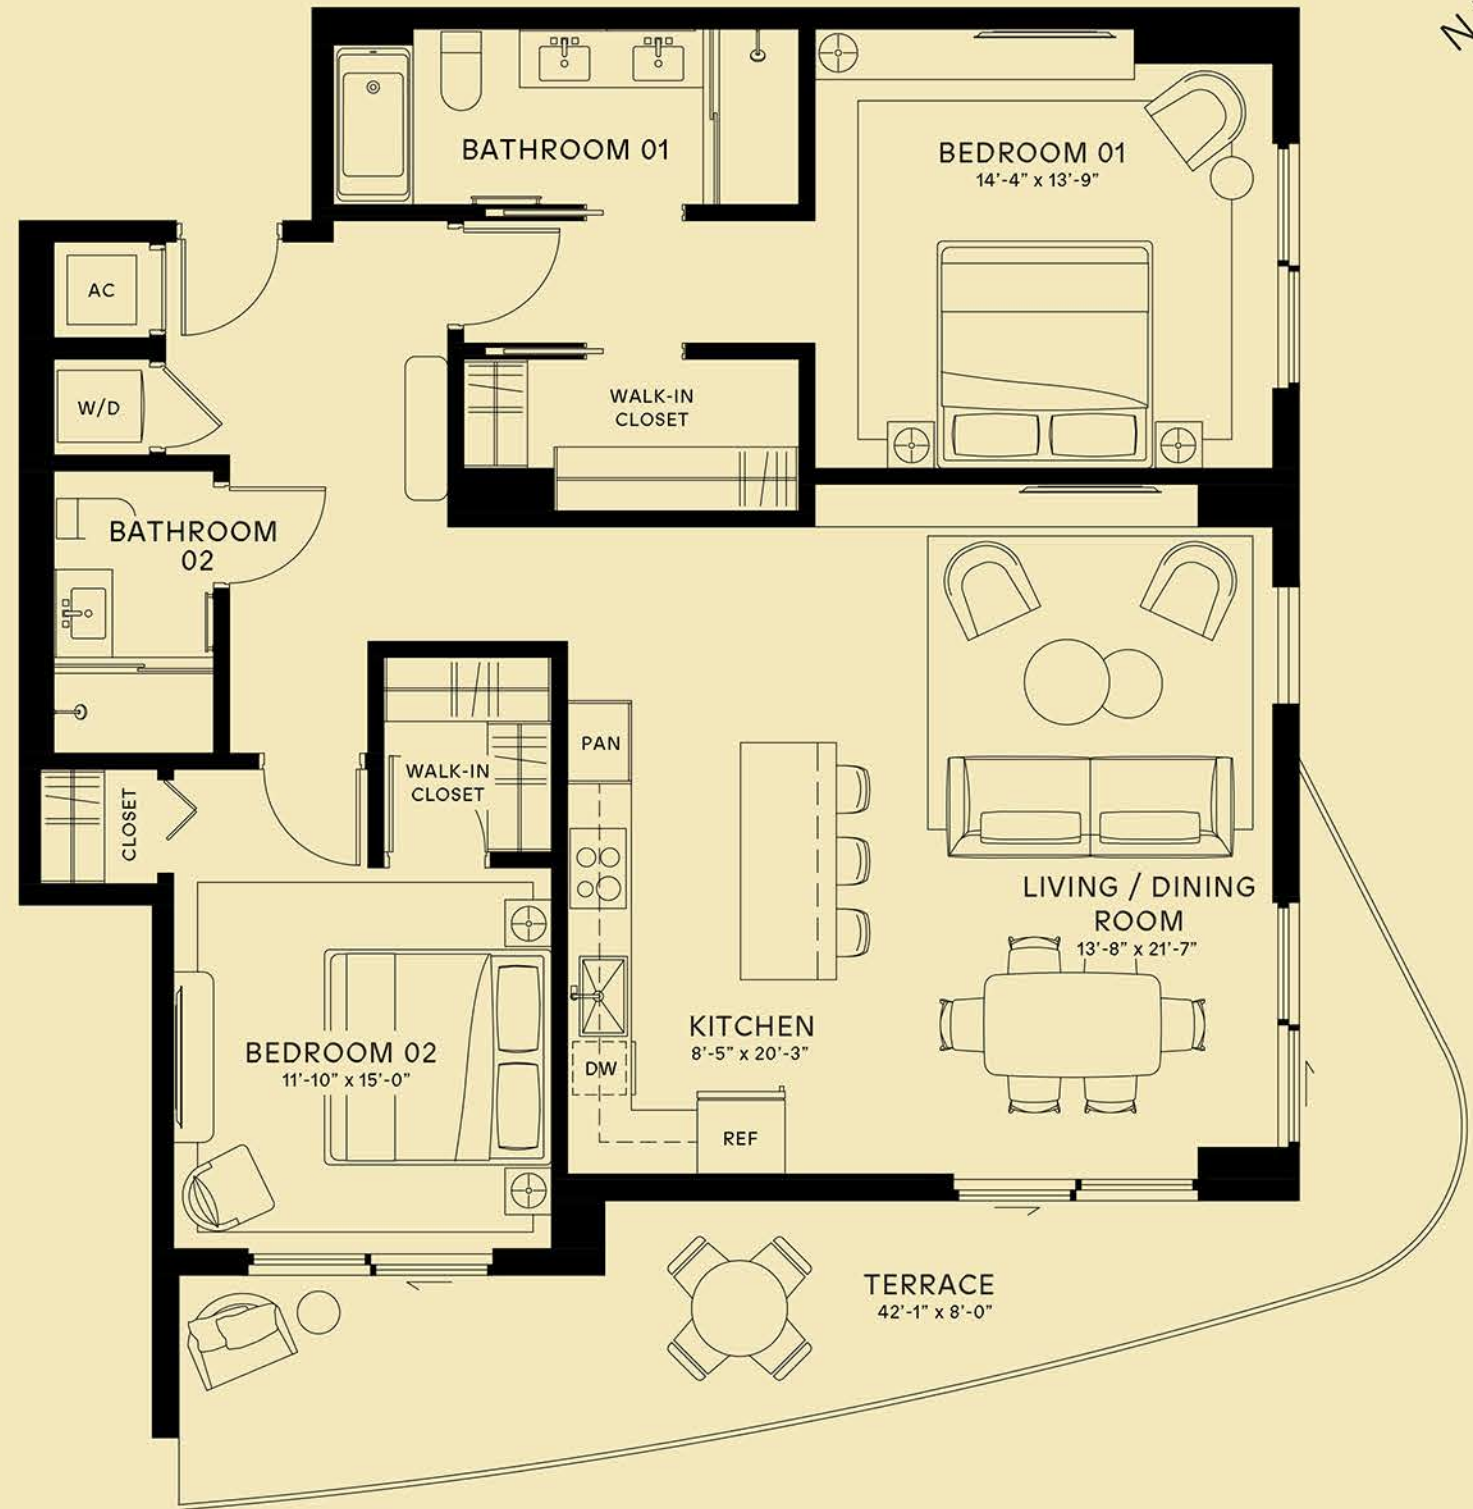 N
BATHROOM 01
BEDROOM 01
14'-4" x 13'-9"
AC
W/D
WALK-IN
CLOSET
BATHROOM
02
PAN
WALK-IN
CLOSET
CLOSET
LIVING / DINING
ROOM
13'-8" x 21'-7"
KITCHEN
8'-5" x 20'-3"
BEDROOM 02
11'-10" x 15'-0"
DW
REF
TERRACE
42'-1" x 8'-0"